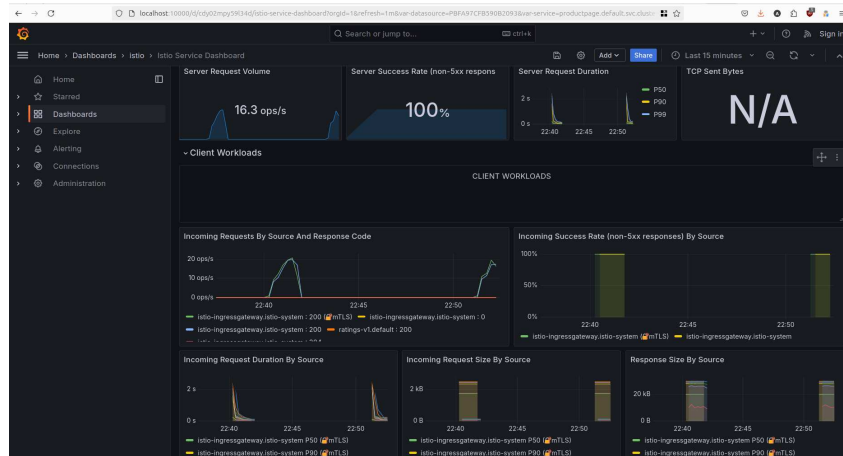 localhost:10000/d/cdy02mpy5R34d/istio-service-dashboard?orgId=1&refresh=1m&var-datasource=PBFA97CFB590B2093&var-service=productpage.default.svc.cluste
Search or jump to...
ctrl+k
Sign in
Home › Dashboards › istio › Istio Service Dashboard
Add
Share
Last 15 minutes
Home
Starred
Dashboards
Explore
Alerting
Connections
Administration
Server Request Volume
16.3 ops/s
Server Success Rate (non-5xx respons
100%
Server Request Duration
2 s
0 s
22:40 22:45 22:50
P50
P90
P99
TCP Sent Bytes
N/A
Client Workloads
CLIENT WORKLOADS
Incoming Requests By Source And Response Code
20 ops/s
10 ops/s
0 ops/s
22:40 22:45 22:50
istio-ingressgateway.istio-system : 200 (🔐mTLS) istio-ingressgateway.istio-system : 0
istio-ingressgateway.istio-system : 200 ratings-v1.default : 200
Incoming Success Rate (non-5xx responses) By Source
100%
50%
0%
22:40 22:45 22:50
istio-ingressgateway.istio-system (🔐mTLS) istio-ingressgateway.istio-system
Incoming Request Duration By Source
2 s
0 s
22:40 22:45 22:50
istio-ingressgateway.istio-system P50 (🔐mTLS)
istio-ingressgateway.istio-system P90 (🔐mTLS)
Incoming Request Size By Source
2 kB
0 B
22:40 22:45 22:50
istio-ingressgateway.istio-system P50 (🔐mTLS)
istio-ingressgateway.istio-system P90 (🔐mTLS)
Response Size By Source
20 kB
0 B
22:40 22:45 22:50
istio-ingressgateway.istio-system P50 (🔐mTLS)
istio-ingressgateway.istio-system P90 (🔐mTLS)